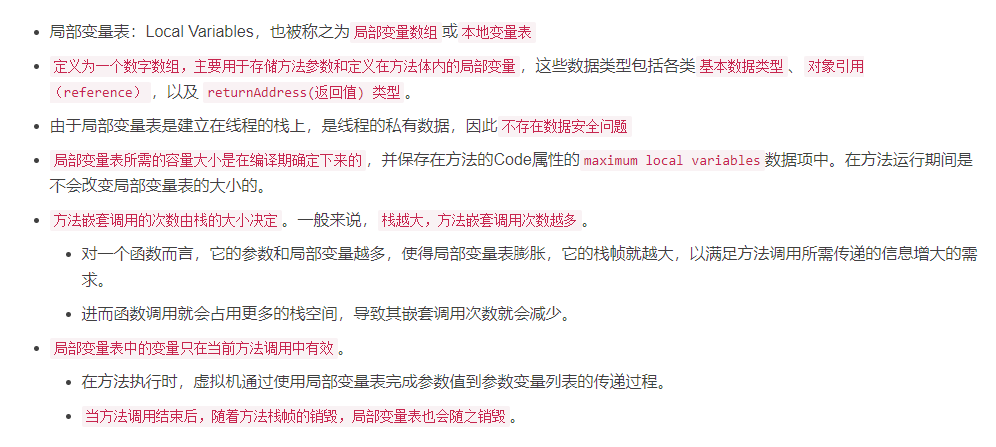 局部变量表：Local Variables，也被称之为 局部变量数组 或 本地变量表
定义为一个数字数组，主要用于存储方法参数和定义在方法体内的局部变量，这些数据类型包括各类 基本数据类型 、 对象引用
（reference） ，以及 returnAddress(返回值）类型 。
由于局部变量表是建立在线程的栈上，是线程的私有数据，因此 不存在数据安全问题
局部变量表所需的容量大小是在编译期确定下来的 ，并保存在方法的Code属性的 maximum local variables 数据项中。在方法运行期间是
不会改变局部变量表的大小的。
方法嵌套调用的次数由栈的大小决定 。一般来说， 栈越大，方法嵌套调用次数越多 。
对一个函数而言，它的参数和局部变量越多，使得局部变量表膨胀，它的栈帧就越大，以满足方法调用所需传递的信息增大的需
求。
进而函数调用就会占用更多的栈空间，导致其嵌套调用次数就会减少。
局部变量表中的变量只在当前方法调用中有效 。
在方法执行时，虚拟机通过使用局部变量表完成参数值到参数变量列表的传递过程。
当方法调用结束后，随着方法栈帧的销毁，局部变量表也会随之销毁 。